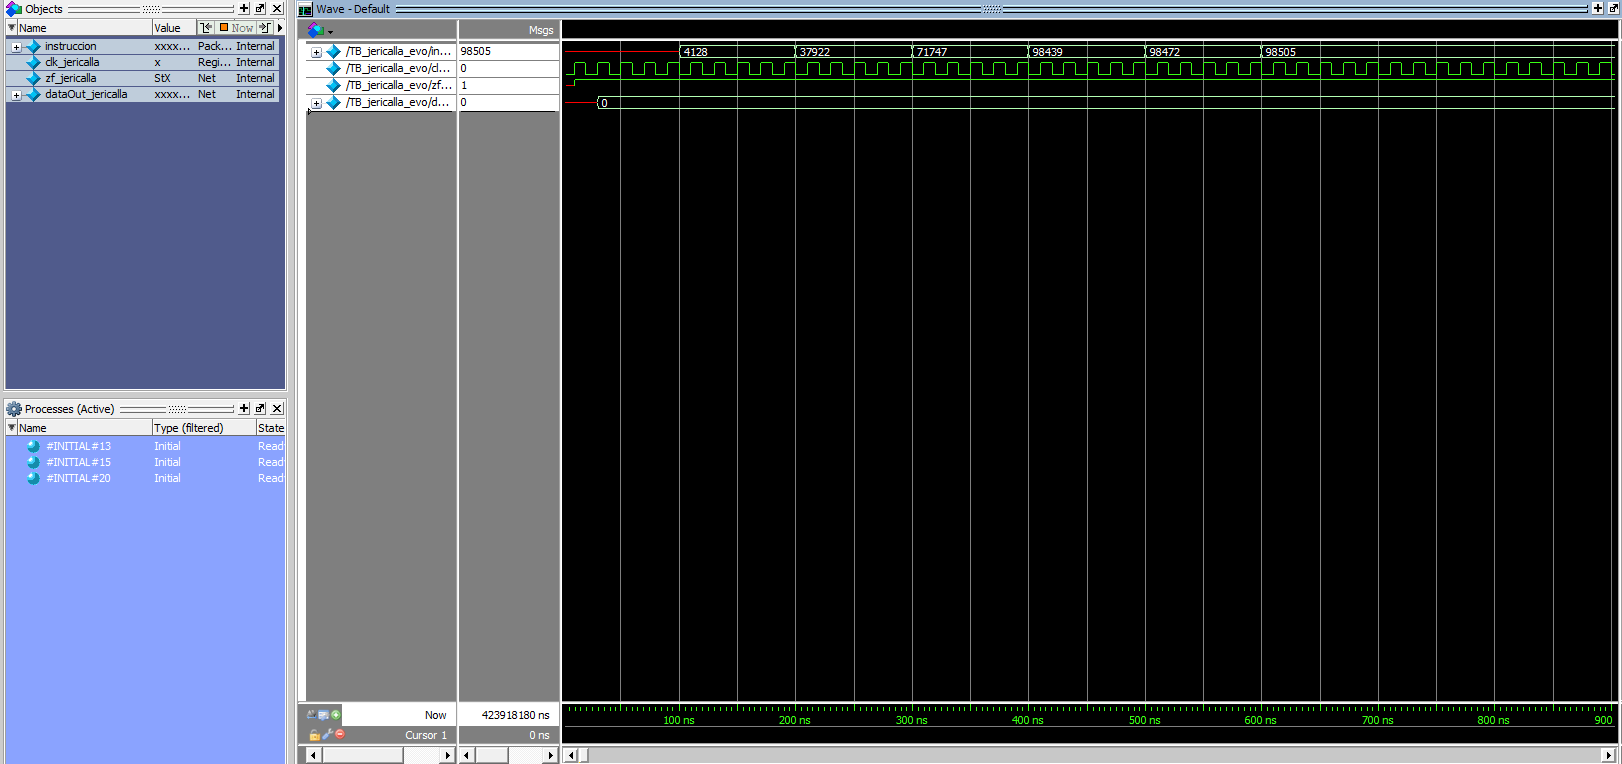 Objects
Name Value Now
instruccion xxxx... Pack... Internal
clk_jericalla x Regi... Internal
zf_jericalla StX Net Internal
dataOut_jericalla xxxx... Net Internal
Processes (Active)
Name Type (filtered) State
#INITIAL#13 Initial Read
#INITIAL#15 Initial Read
#INITIAL#20 Initial Read
Wave - Default
Msgs
/TB_jericalla_evo/in... 98505 4128 37922 71747 98439 98472 98505
/TB_jericalla_evo/cl... 0
/TB_jericalla_evo/zf... 1
/TB_jericalla_evo/d... 0 0
Now 423918180 ns 100 ns 200 ns 300 ns 400 ns 500 ns 600 ns 700 ns 800 ns 900
Cursor 1 0 ns